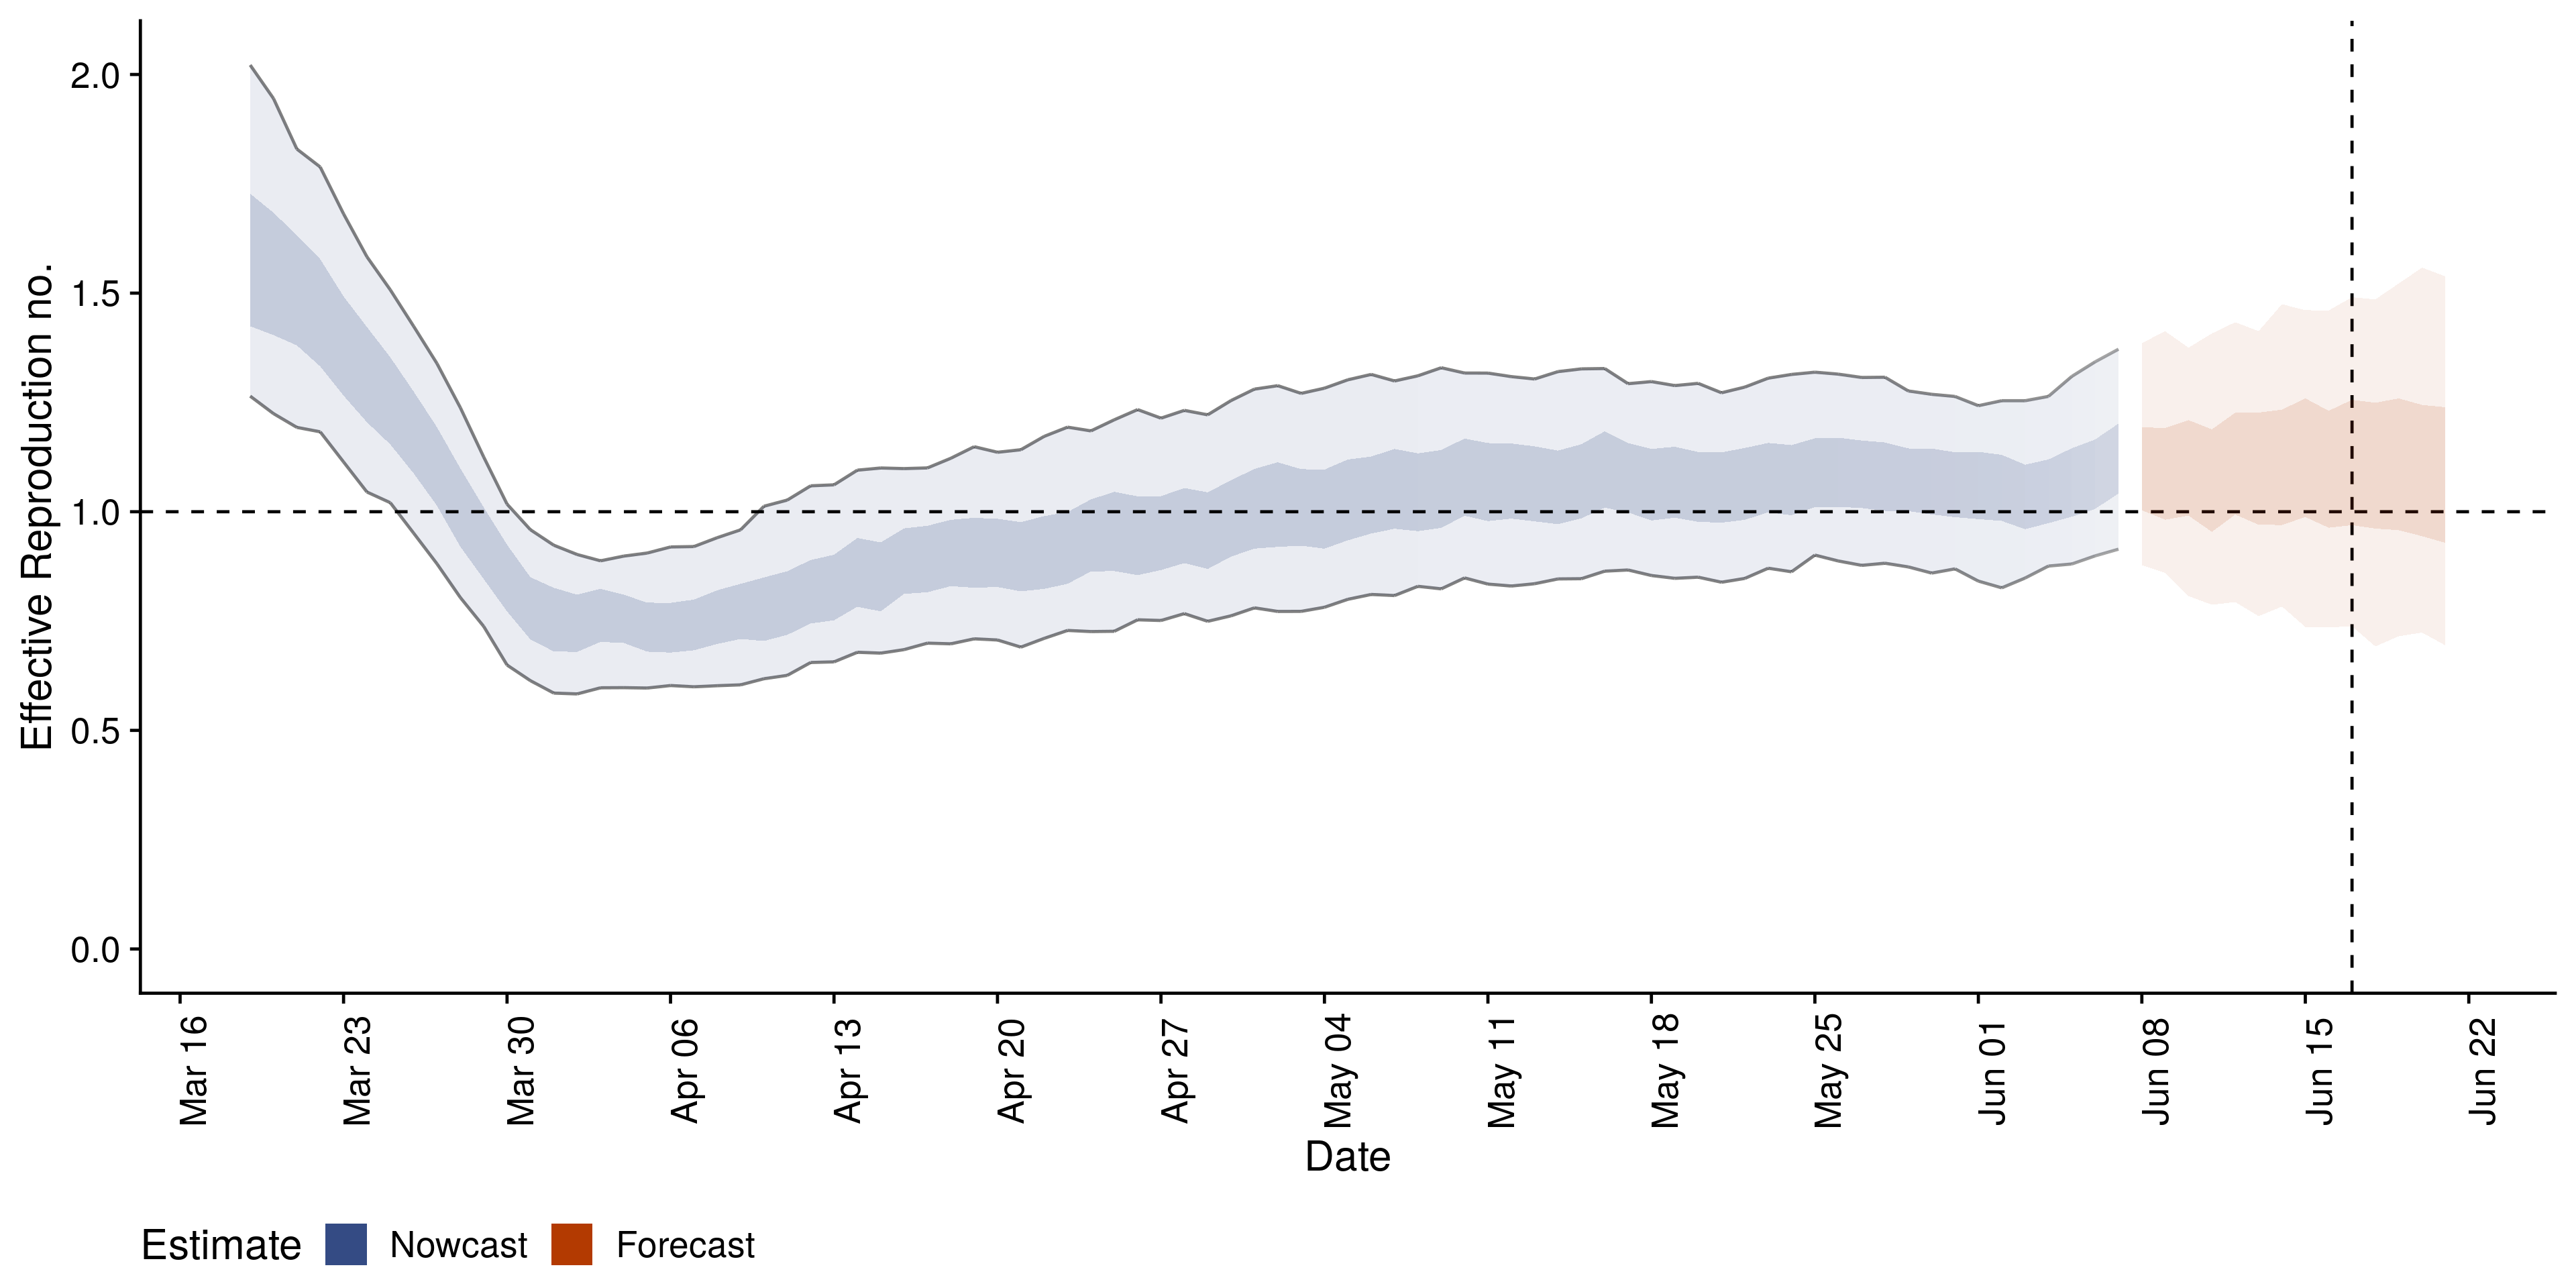 Effective Reproduction no.
2.0
1.5
1.0
0.5
0.0
Mar 16
Mar 23
Mar 30
Apr 06
Apr 13
Apr 20
Apr 27
May 04
May 11
May 18
May 25
Jun 01
Jun 08
Jun 15
Jun 22
Date
Estimate Nowcast Forecast